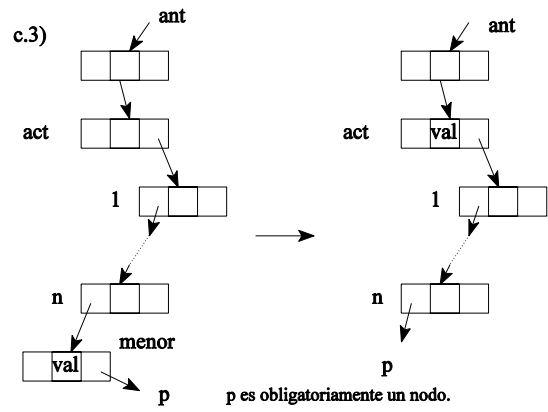 c.3)
ant
act
l
n
menor
val
p
ant
act
val
l
n
p
p es obligatoriamente un nodo.